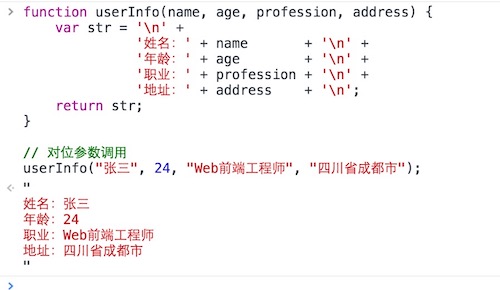 function userInfo(name, age, profession, address) {
var str = '\n' +
'姓名：' + name + '\n' +
'年龄：' + age + '\n' +
'职业：' + profession + '\n' +
'地址：' + address + '\n';
return str;
}
// 对位参数调用
userInfo("张三", 24, "Web前端工程师", "四川省成都市");
"
姓名：张三
年龄：24
职业：Web前端工程师
地址：四川省成都市
"